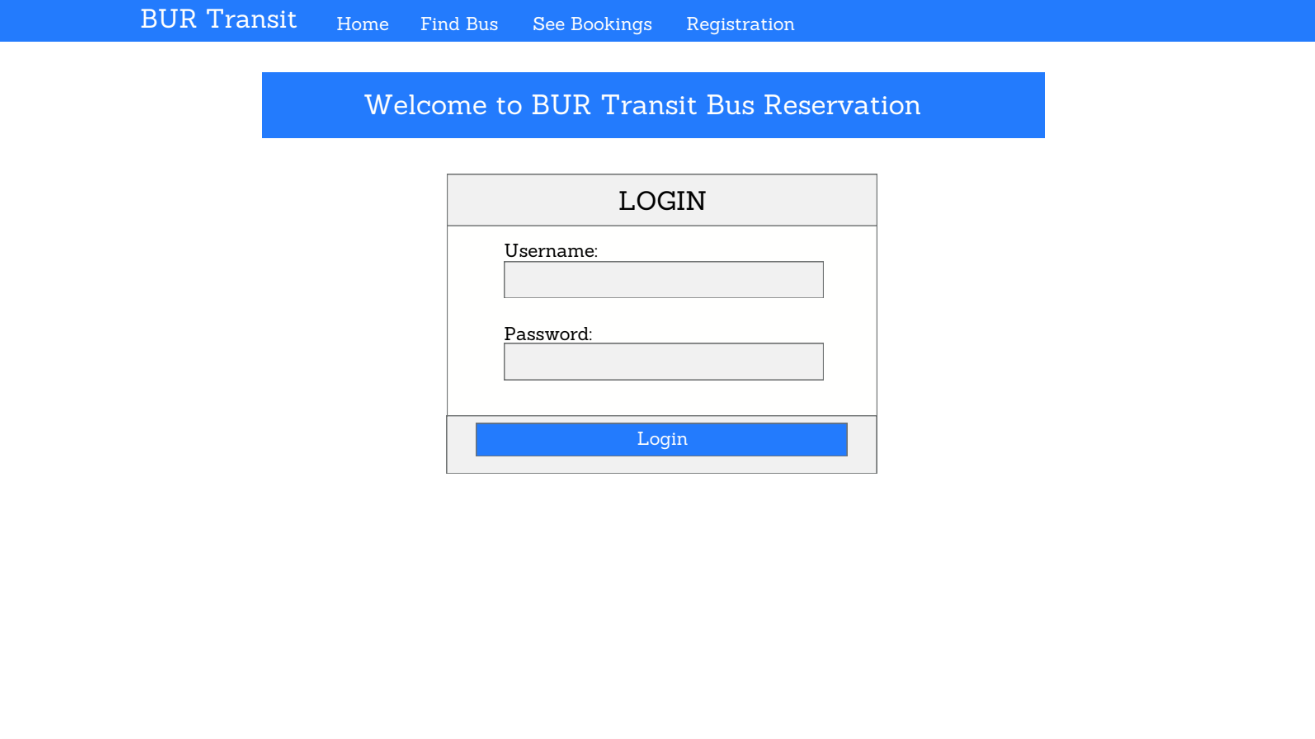 BUR Transit Home Find Bus See Bookings Registration
Welcome to BUR Transit Bus Reservation
LOGIN
Username:
Password:
Login